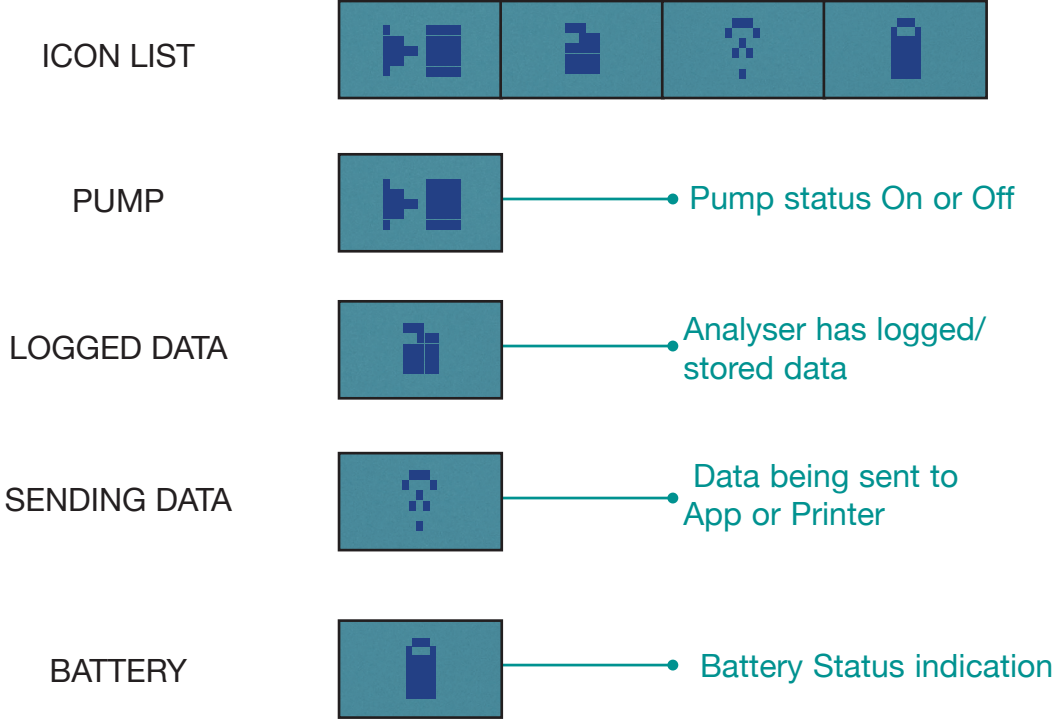 ICON LIST
PUMP
Pump status On or Off
LOGGED DATA
Analyser has logged/
stored data
SENDING DATA
Data being sent to
App or Printer
BATTERY
Battery Status indication